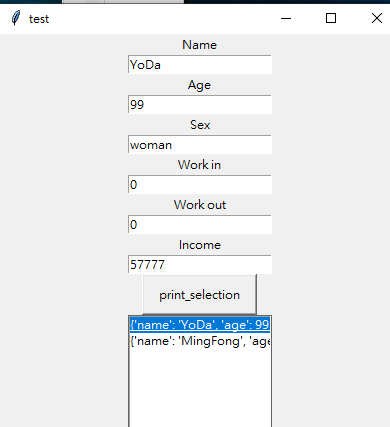 test
Name
YoDa
Age
99
Sex
woman
Work in
0
Work out
0
Income
57777
print_selection
{'name': 'YoDa', 'age': 99
{'name': 'MingFong', 'age